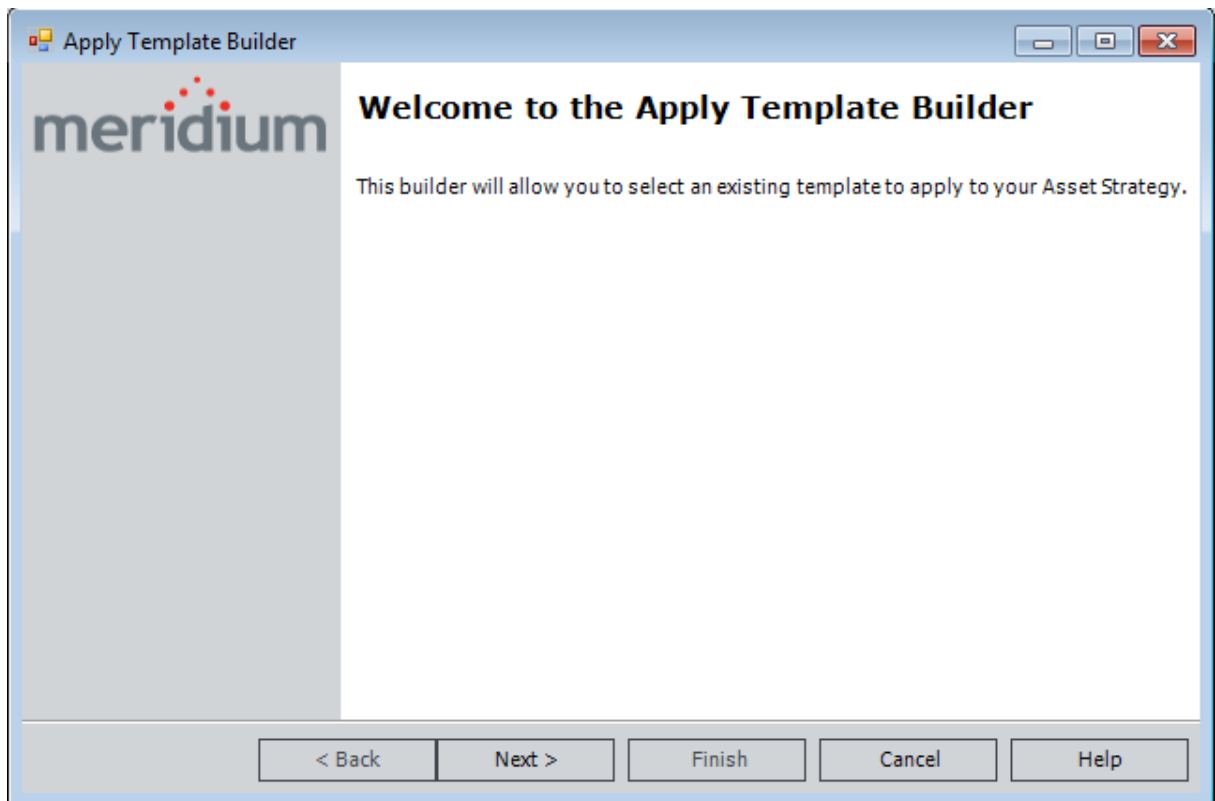 Apply Template Builder
meridium
Welcome to the Apply Template Builder
This builder will allow you to select an existing template to apply to your Asset Strategy.
< Back Next > Finish Cancel Help